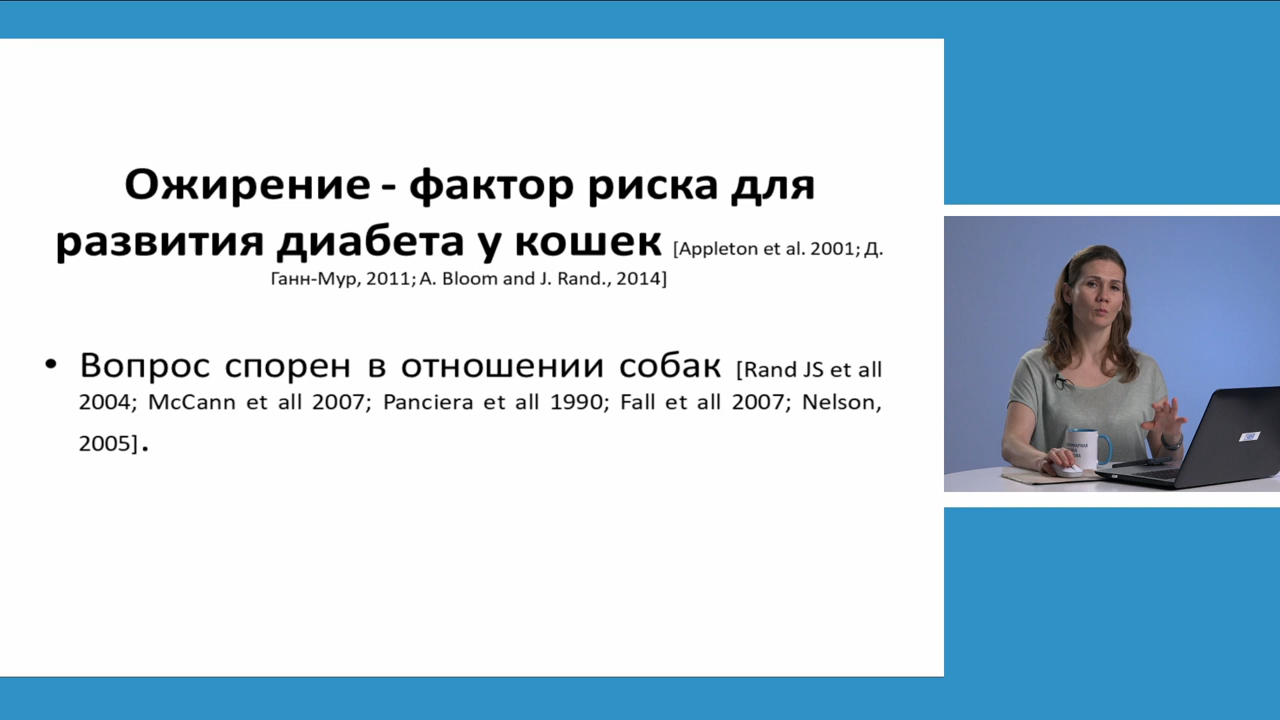 Ожирение - фактор риска для
развития диабета у кошек [Appleton et al. 2001; Д.
Ганн-Мур, 2011; A. Bloom and J. Rand., 2014]
• Вопрос спорен в отношении собак [Rand JS et all
2004; McCann et all 2007; Panciera et all 1990; Fall et all 2007; Nelson,
2005].